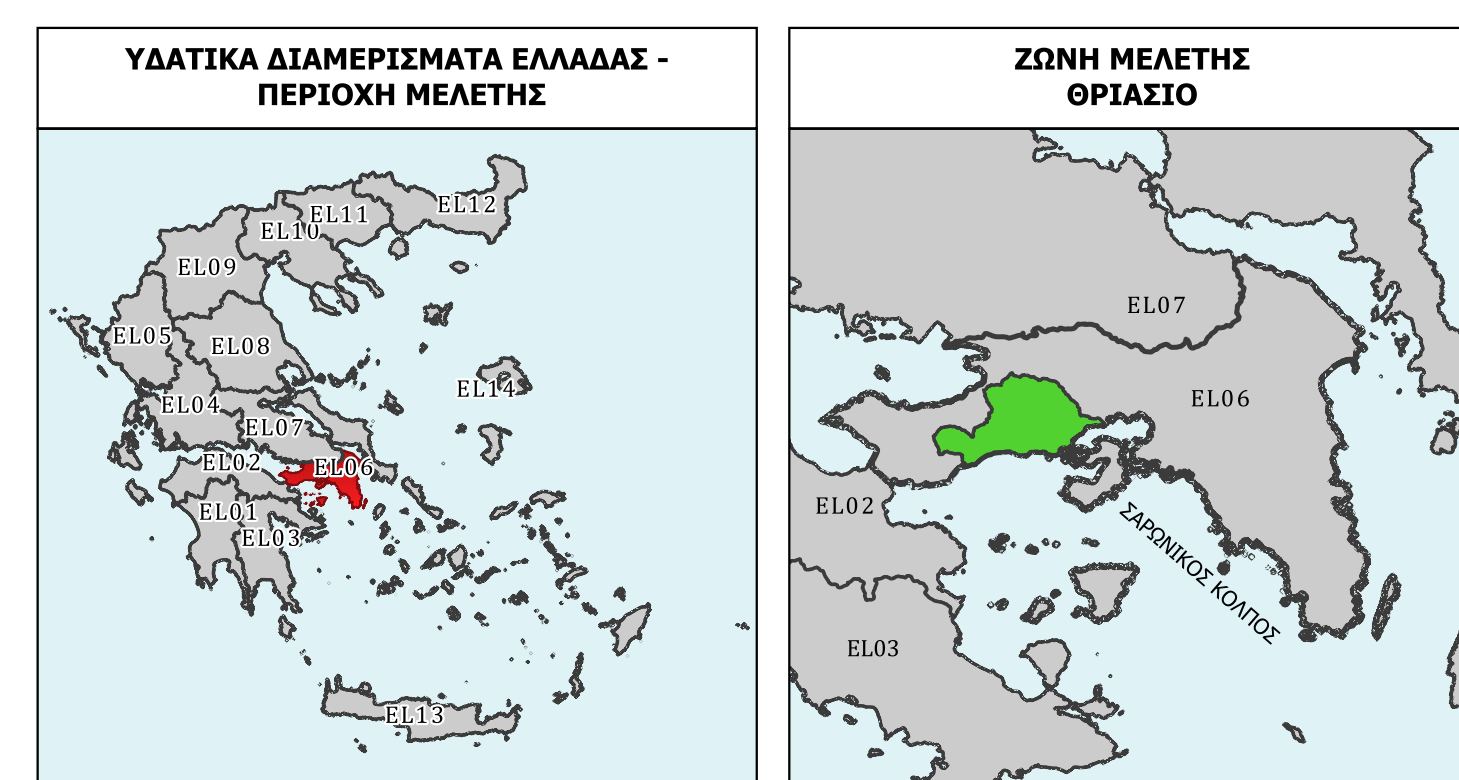 ΥΔΑΤΙΚΑ ΔΙΑΜΕΡΙΣΜΑΤΑ ΕΛΛΑΔΑΣ -
ΠΕΡΙΟΧΗ ΜΕΛΕΤΗΣ
EL12
EL11
EL10
EL09
EL05
EL08
EL14
EL04
EL07
EL02
EL06
EL01
EL03
EL13
ΖΩΝΗ ΜΕΛΕΤΗΣ
ΘΡΙΑΣΙΟ
EL07
EL06
EL02
ΣΑΡΩΝΙΚΟΣ ΚΟΛΠΟΣ
EL03